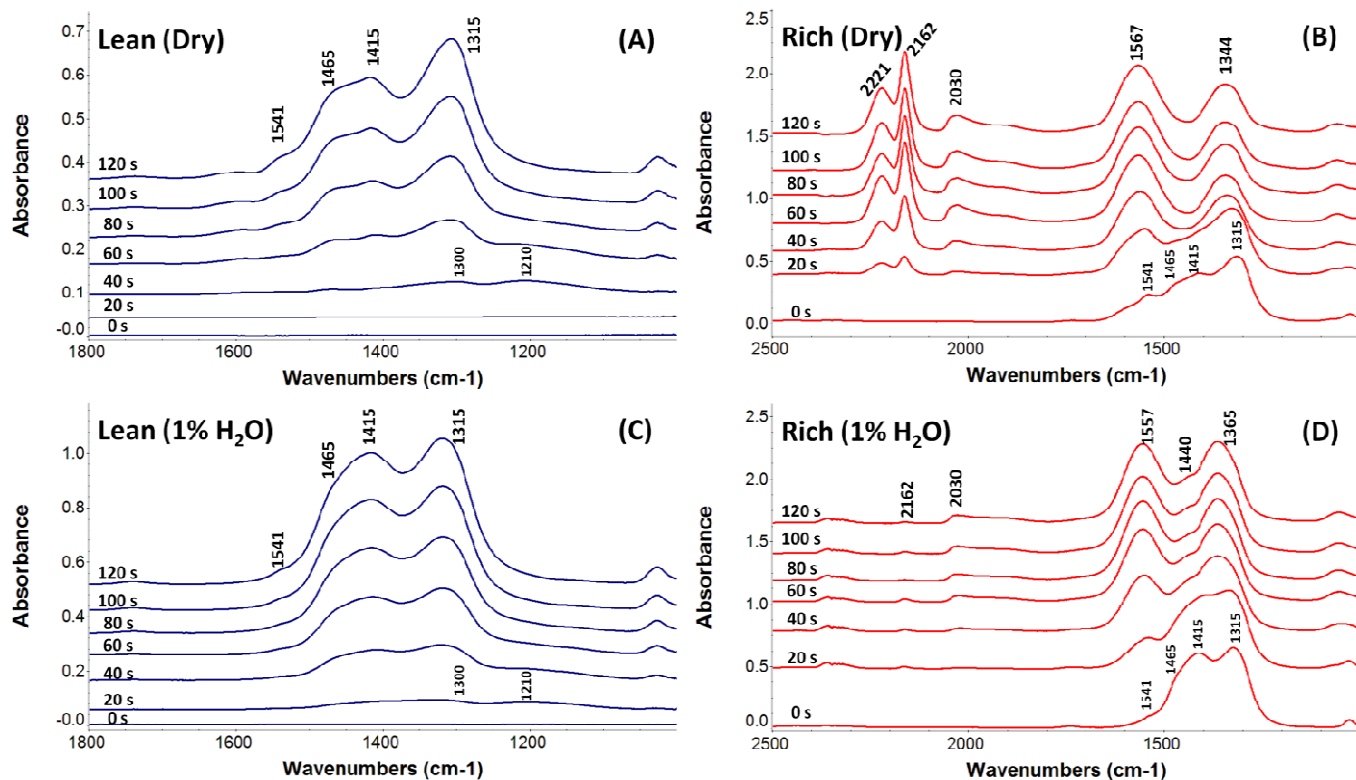 Lean (Dry)
(A)
Absorbance
0.7
0.6
0.5
0.4
0.3
0.2
0.1
-0.0
1541
1465
1415
1315
1300
1210
120 s
100 s
80 s
60 s
40 s
20 s
0 s
1800
1600
1400
1200
Wavenumbers (cm-1)
Rich (Dry)
(B)
Absorbance
2.5
2.0
1.5
1.0
0.5
0.0
2221
2162
2030
1567
1344
1541
1465
1415
1315
120 s
100 s
80 s
60 s
40 s
20 s
0 s
2500
2000
1500
Wavenumbers (cm-1)
Lean (1% H2O)
(C)
Absorbance
1.0
0.8
0.6
0.4
0.2
-0.0
1541
1465
1415
1315
1300
1210
120 s
100 s
80 s
60 s
40 s
20 s
0 s
1800
1600
1400
1200
Wavenumbers (cm-1)
Rich (1% H2O)
(D)
Absorbance
2.5
2.0
1.5
1.0
0.5
0.0
2162
2030
1557
1440
1365
1541
1465
1415
1315
120 s
100 s
80 s
60 s
40 s
20 s
0 s
2500
2000
1500
Wavenumbers (cm-1)